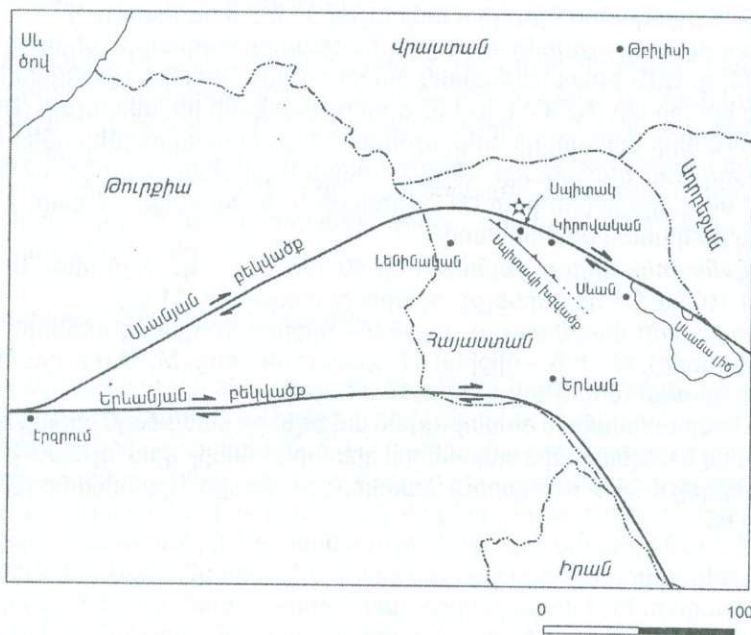 Սև
ծով
Վրաստան
Թբիլիսի
Թուրքիա
Ադրբեջան
Սպիտակ
Կիրովական
Լենինական
Սևան
Սևանյան բեկվածք
Սպիտակի խզվածք
Սևանա լիճ
Հայաստան
Երևան
Երևանյան բեկվածք
Էրզրում
Իրան
0 100